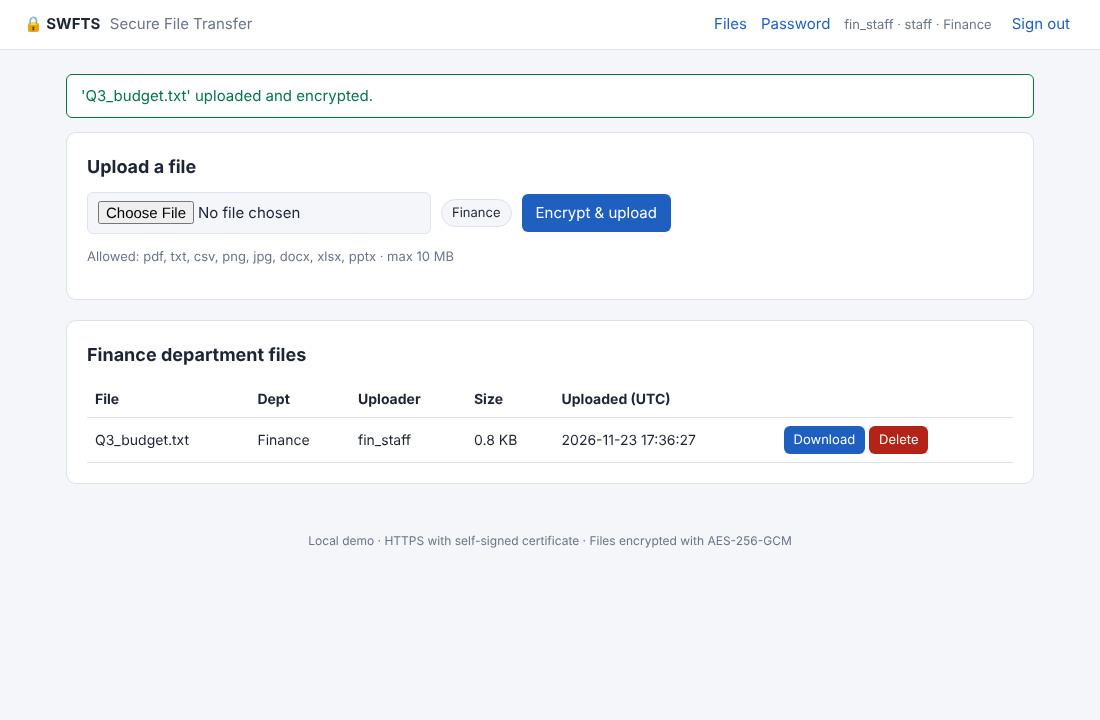 🔒 SWFTS Secure File Transfer Files Password fin_staff · staff · Finance Sign out
'Q3_budget.txt' uploaded and encrypted.
Upload a file
Choose File No file chosen Finance Encrypt & upload
Allowed: pdf, txt, csv, png, jpg, docx, xlsx, pptx · max 10 MB
Finance department files
File Dept Uploader Size Uploaded (UTC)
Q3_budget.txt Finance fin_staff 0.8 KB 2026-11-23 17:36:27 Download Delete
Local demo · HTTPS with self-signed certificate · Files encrypted with AES-256-GCM